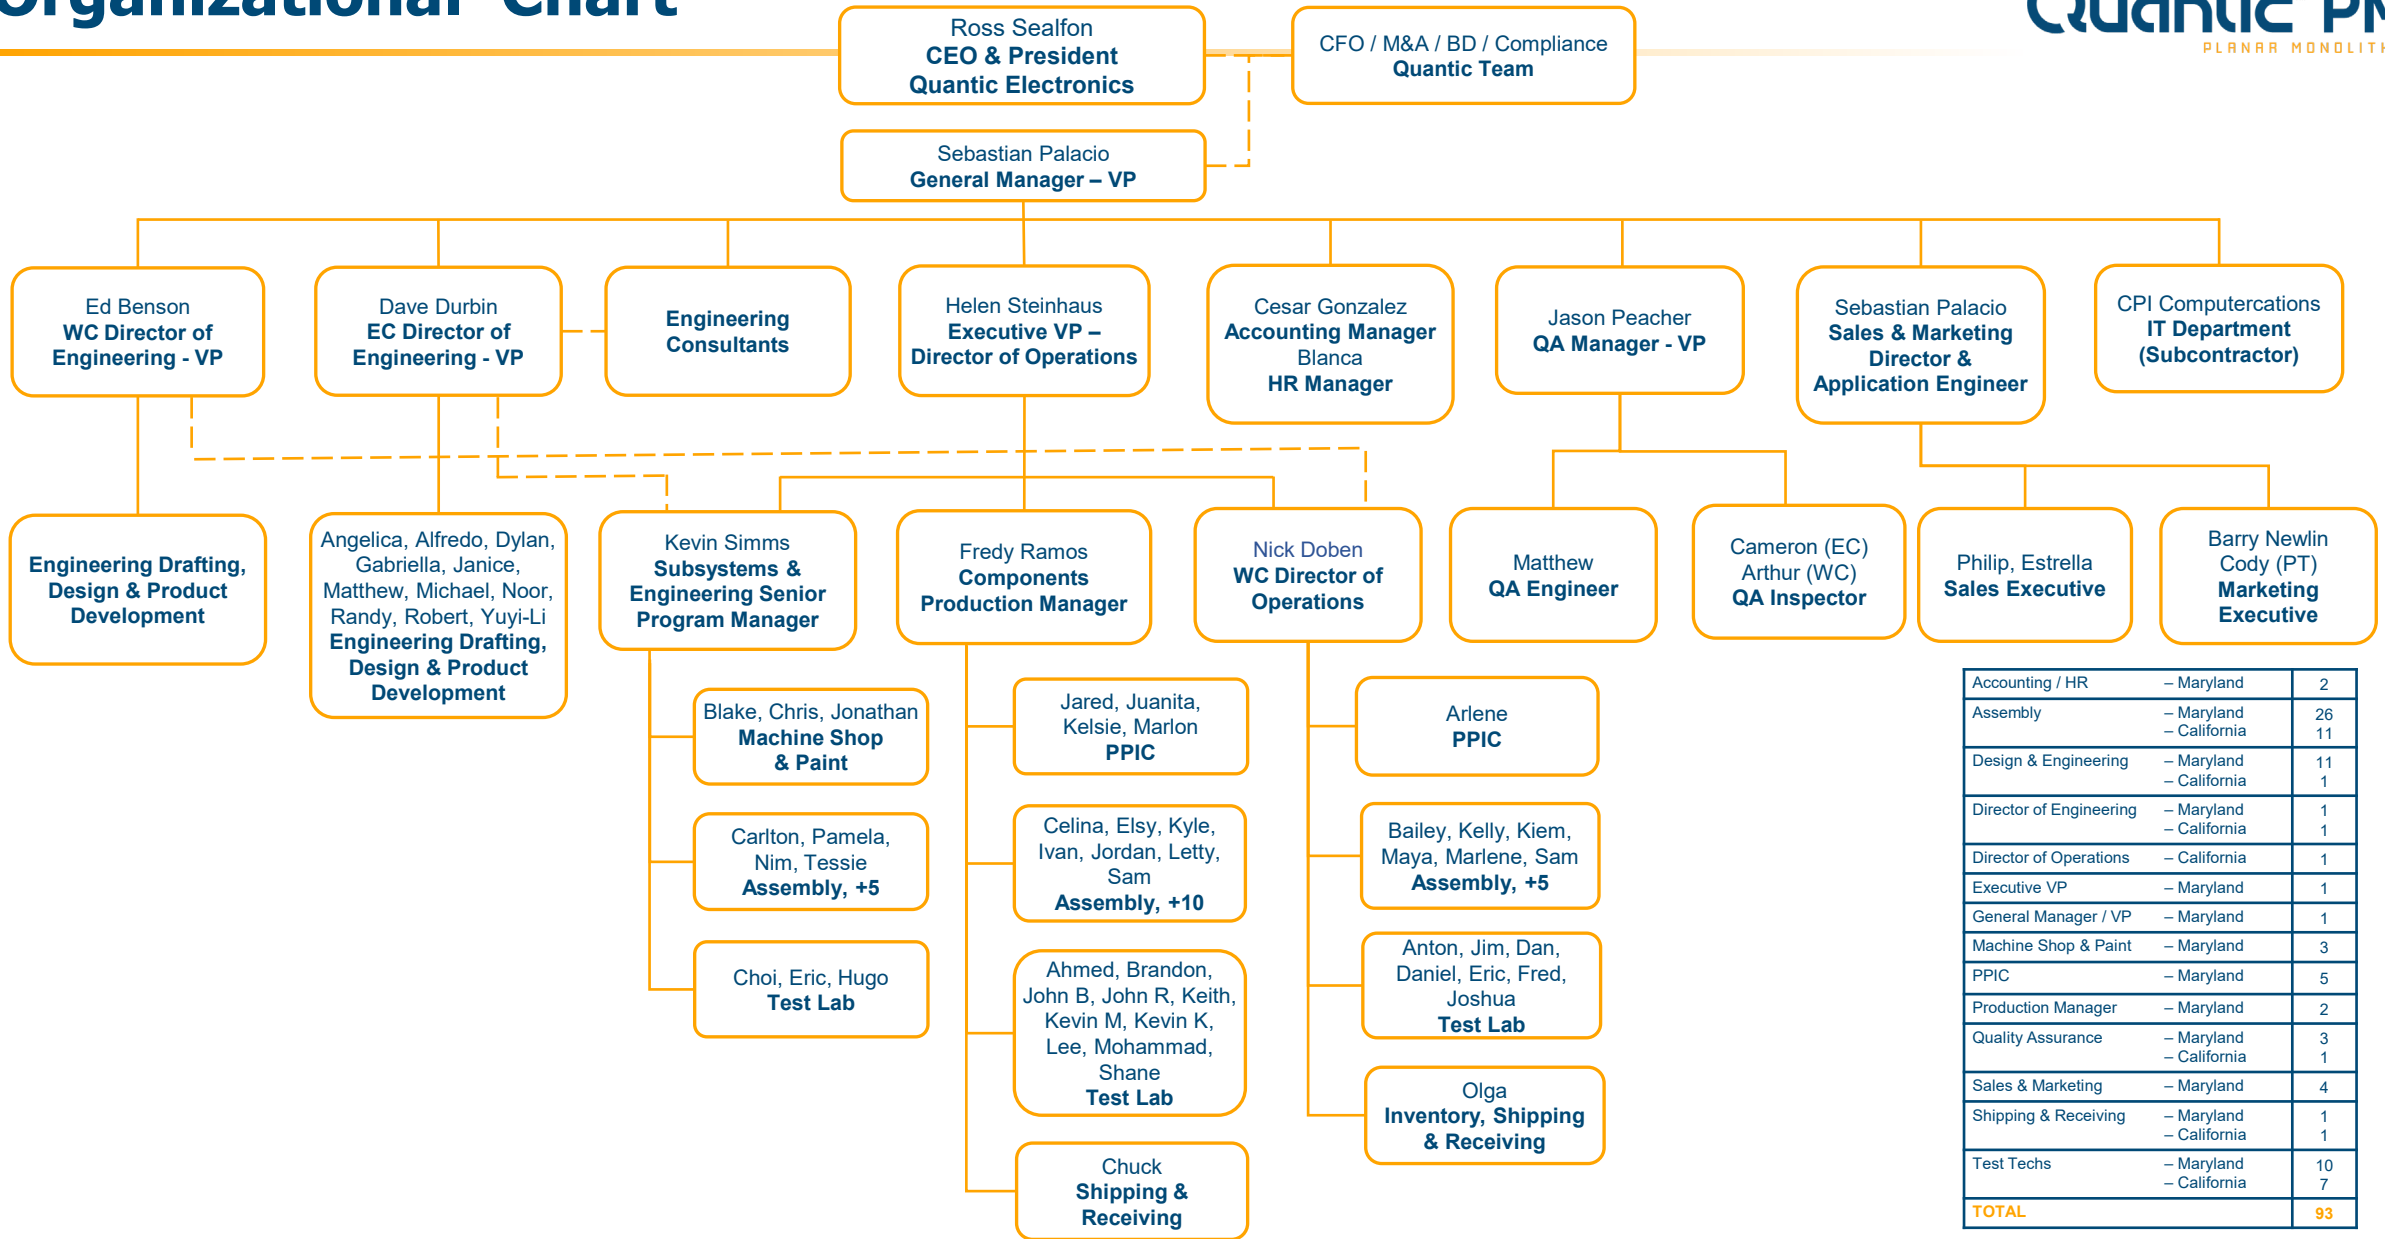 Organizational Chart
Quantic PM
PLANAR MONOLITH
Ross Sealfon
CEO & President
Quantic Electronics
CFO / M&A / BD / Compliance
Quantic Team
Sebastian Palacio
General Manager – VP
Ed Benson
WC Director of
Engineering - VP
Dave Durbin
EC Director of
Engineering - VP
Engineering
Consultants
Helen Steinhaus
Executive VP –
Director of Operations
Cesar Gonzalez
Accounting Manager
Blanca
HR Manager
Jason Peacher
QA Manager - VP
Sebastian Palacio
Sales & Marketing
Director &
Application Engineer
CPI Computercations
IT Department
(Subcontractor)
Engineering Drafting,
Design & Product
Development
Angelica, Alfredo, Dylan,
Gabriella, Janice,
Matthew, Michael, Noor,
Randy, Robert, Yuyi-Li
Engineering Drafting,
Design & Product
Development
Kevin Simms
Subsystems &
Engineering Senior
Program Manager
Fredy Ramos
Components
Production Manager
Nick Doben
WC Director of
Operations
Matthew
QA Engineer
Cameron (EC)
Arthur (WC)
QA Inspector
Philip, Estrella
Sales Executive
Barry Newlin
Cody (PT)
Marketing
Executive
Blake, Chris, Jonathan
Machine Shop
& Paint
Carlton, Pamela,
Nim, Tessie
Assembly, +5
Choi, Eric, Hugo
Test Lab
Jared, Juanita,
Kelsie, Marlon
PPIC
Celina, Elsy, Kyle,
Ivan, Jordan, Letty,
Sam
Assembly, +10
Ahmed, Brandon,
John B, John R, Keith,
Kevin M, Kevin K,
Lee, Mohammad,
Shane
Test Lab
Chuck
Shipping &
Receiving
Arlene
PPIC
Bailey, Kelly, Kiem,
Maya, Marlene, Sam
Assembly, +5
Anton, Jim, Dan,
Daniel, Eric, Fred,
Joshua
Test Lab
Olga
Inventory, Shipping
& Receiving
Accounting / HR – Maryland 2
Assembly – Maryland 26
– California 11
Design & Engineering – Maryland 11
– California 1
Director of Engineering – Maryland 1
– California 1
Director of Operations – California 1
Executive VP – Maryland 1
General Manager / VP – Maryland 1
Machine Shop & Paint – Maryland 3
PPIC – Maryland 5
Production Manager – Maryland 2
Quality Assurance – Maryland 3
– California 1
Sales & Marketing – Maryland 4
Shipping & Receiving – Maryland 1
– California 1
Test Techs – Maryland 10
– California 7
TOTAL 93